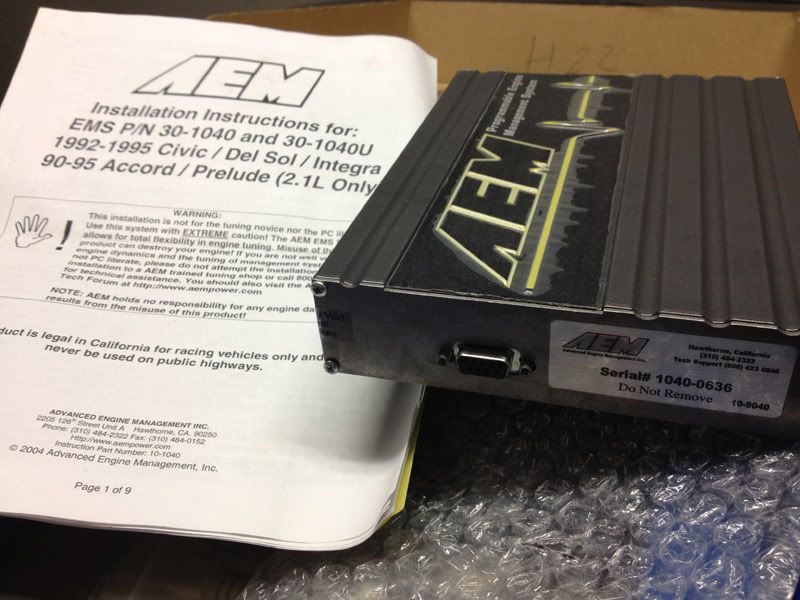 AEM
Installation Instructions for:
EMS P/N 30-1040 and 30-1040U
1992-1995 Civic / Del Sol / Integra
90-95 Accord / Prelude (2.1L Only
WARNING:
This installation is not for the tuning novice nor the PC
Use this system with EXTREME caution! The AEM EMS
allows for total flexibility in engine tuning. Misuse of
product can destroy your engine! If you are not well
engine dynamics and the tuning of management
not PC literate, please do not attempt the installation
installation to a AEM trained tuning shop or call 800
for technical assistance. You should also visit the
Tech Forum at http://www.aempower.com
NOTE: AEM holds no responsibility for any engine
results from the misuse of this product!
is legal in California for racing vehicles only and
never be used on public highways.
ADVANCED ENGINE MANAGEMENT INC.
2205 126th Street Unit A Hawthorne, CA. 90250
Phone: (310) 484-2322 Fax: (310) 484-0152
Http://www.aempower.com
Instruction Part Number: 10-1040
© 2004 Advanced Engine Management, Inc.
Page 1 of 9
H22
AEM
Programmable Engine
Management System
Void
AEM
Advanced Engine Management Inc.
Hawthorne, California
(310) 484-2322
Tech Support (800) 423 0046
Serial# 1040-0636
Do Not Remove
10-9040